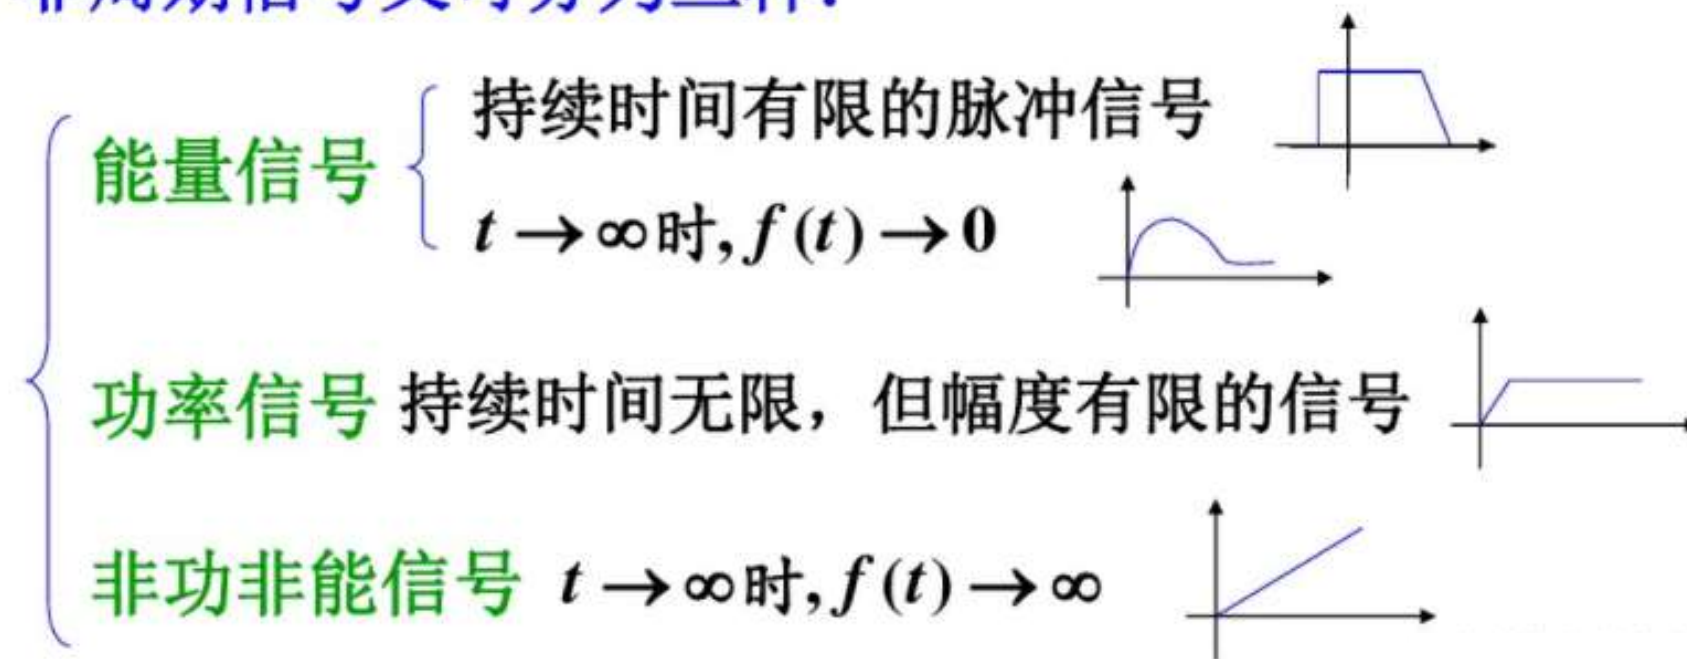 能量信号
持续时间有限的脉冲信号
t→∞时,f(t)→0
功率信号 持续时间无限，但幅度有限的信号
非功非能信号 t→∞时,f(t)→∞